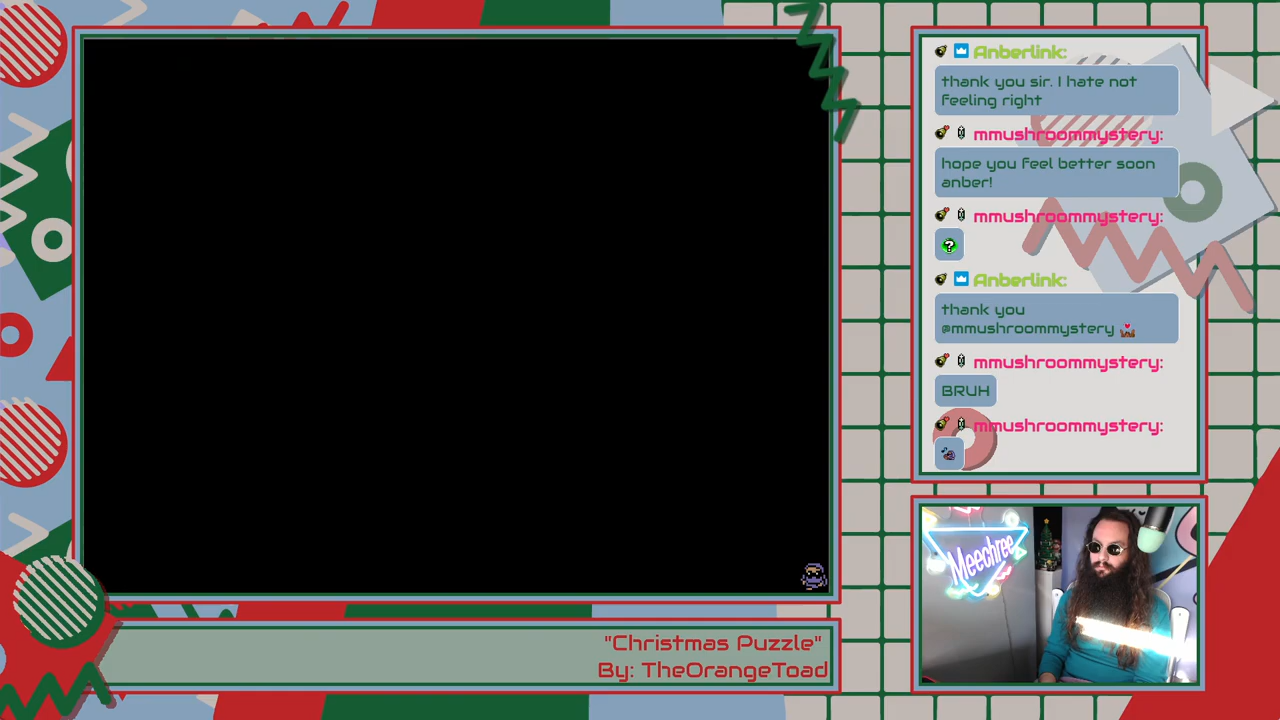 Anberlink:
thank you sir. I hate not
feeling right
mmushroommystery:
hope you feel better soon
anber!
mmushroommystery:
?
Anberlink:
thank you
@mmushroommystery
mmushroommystery:
BRUH
mmushroommystery:
Meechree
"Christmas Puzzle"
By: TheOrangeToad